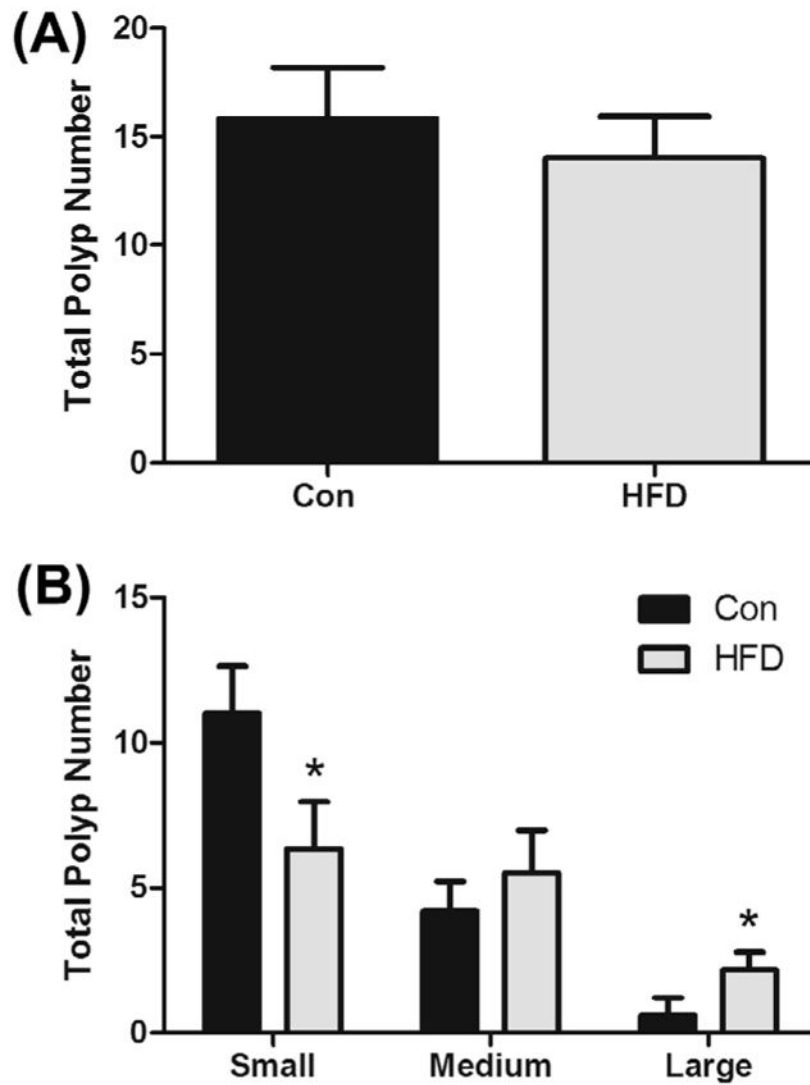 (A)
Total Polyp Number
20
15
10
5
0
Con
HFD
(B)
Total Polyp Number
15
10
5
0
Con
HFD
*
*
Small
Medium
Large